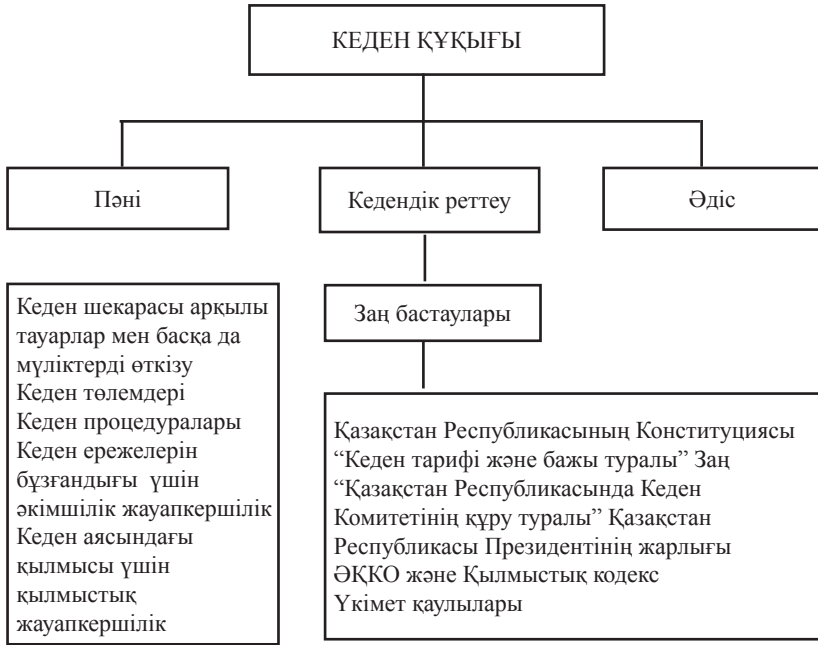 КЕДЕН ҚҰҚЫҒЫ
Пәні
Кедендік реттеу
Әдіс
Кеден шекарасы арқылы
тауарлар мен басқа да
мүліктерді өткізу
Кеден төлемдері
Кеден процедуралары
Кеден ережелерін
бұзғандығы үшін
әкімшілік жауапкершілік
Кеден аясындағы
қылмысы үшін
қылмыстық
жауапкершілік
Заң бастаулары
Қазақстан Республикасының Конституциясы
“Кеден тарифі және бажы туралы” Заң
“Қазақстан Республикасында Кеден
Комитетінің құру туралы” Қазақстан
Республикасы Президентінің жарлығы
ӘҚКО және Қылмыстық кодекс
Үкімет қаулылары